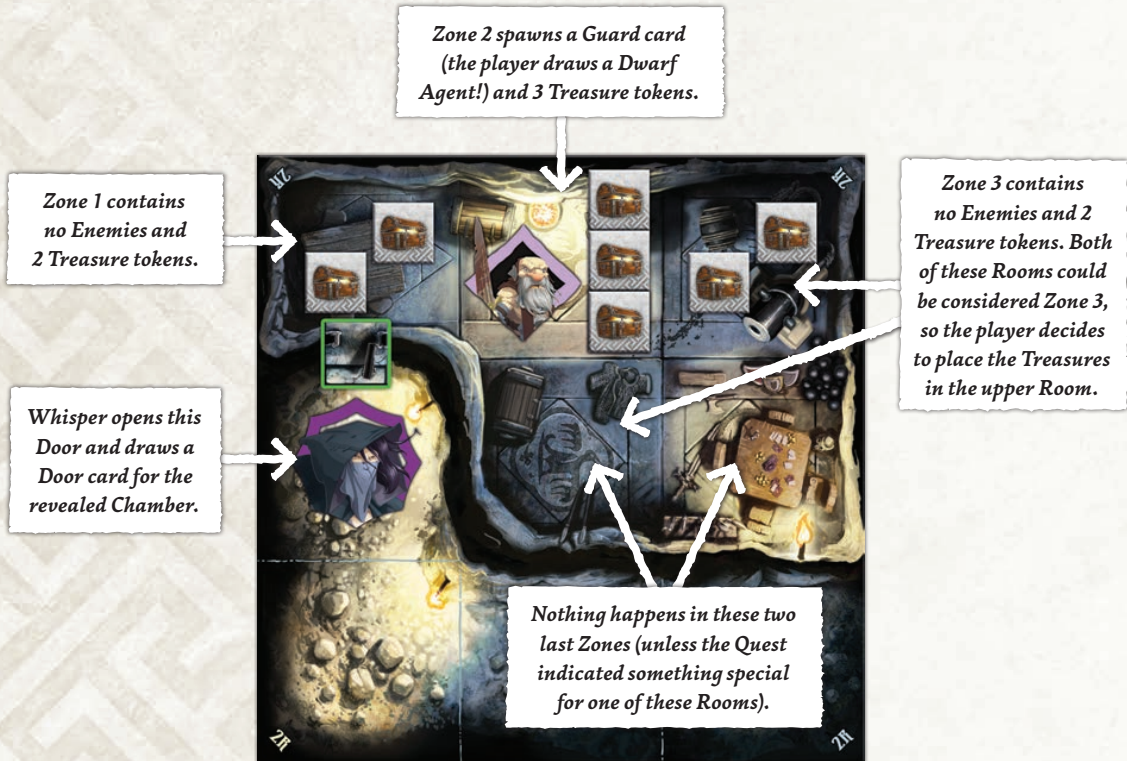 Zone 2 spawns a Guard card
(the player draws a Dwarf
Agent!) and 3 Treasure tokens.
Zone 1 contains
no Enemies and
2 Treasure tokens.
Zone 3 contains
no Enemies and 2
Treasure tokens. Both
of these Rooms could
be considered Zone 3,
so the player decides
to place the Treasures
in the upper Room.
Whisper opens this
Door and draws a
Door card for the
revealed Chamber.
Nothing happens in these two
last Zones (unless the Quest
indicated something special
for one of these Rooms).
2R
2R
2R
2R